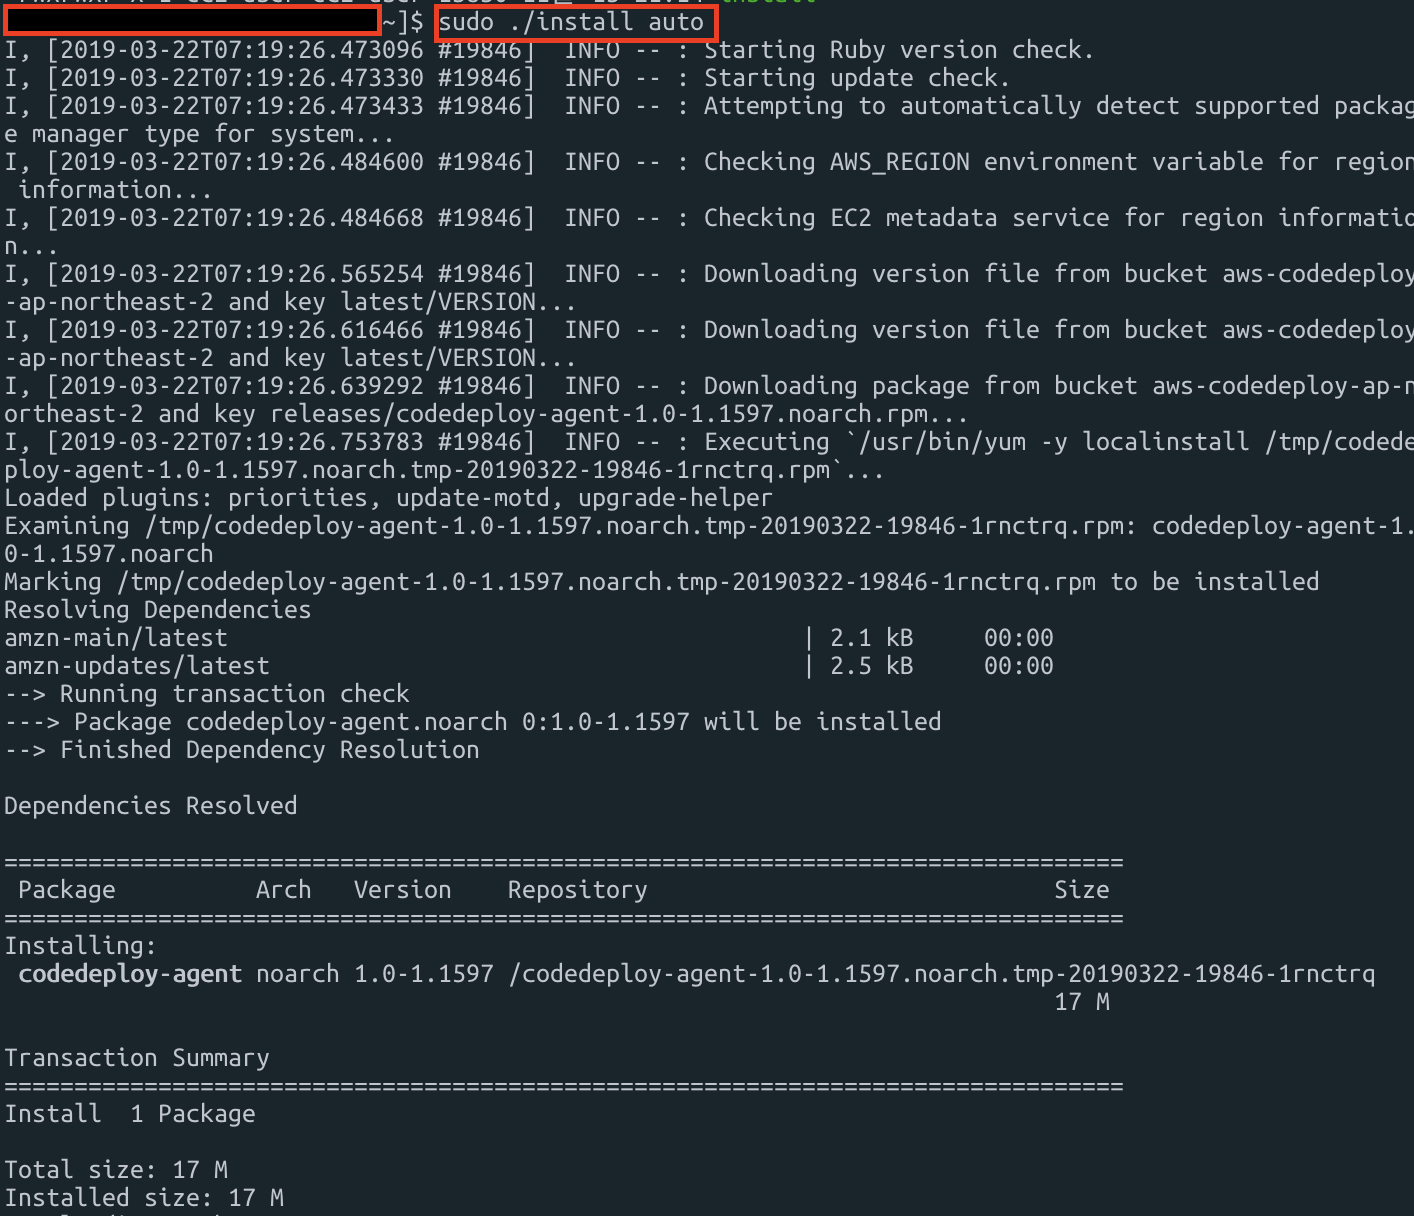 ~]$ sudo ./install auto
I, [2019-03-22T07:19:26.473096 #19846]  INFO -- : Starting Ruby version check.
I, [2019-03-22T07:19:26.473330 #19846]  INFO -- : Starting update check.
I, [2019-03-22T07:19:26.473433 #19846]  INFO -- : Attempting to automatically detect supported packag
e manager type for system...
I, [2019-03-22T07:19:26.484600 #19846]  INFO -- : Checking AWS_REGION environment variable for region
 information...
I, [2019-03-22T07:19:26.484668 #19846]  INFO -- : Checking EC2 metadata service for region informatio
n...
I, [2019-03-22T07:19:26.565254 #19846]  INFO -- : Downloading version file from bucket aws-codedeploy
-ap-northeast-2 and key latest/VERSION...
I, [2019-03-22T07:19:26.616466 #19846]  INFO -- : Downloading version file from bucket aws-codedeploy
-ap-northeast-2 and key latest/VERSION...
I, [2019-03-22T07:19:26.639292 #19846]  INFO -- : Downloading package from bucket aws-codedeploy-ap-n
ortheast-2 and key releases/codedeploy-agent-1.0-1.1597.noarch.rpm...
I, [2019-03-22T07:19:26.753783 #19846]  INFO -- : Executing `/usr/bin/yum -y localinstall /tmp/codede
ploy-agent-1.0-1.1597.noarch.tmp-20190322-19846-1rnctrq.rpm`...
Loaded plugins: priorities, update-motd, upgrade-helper
Examining /tmp/codedeploy-agent-1.0-1.1597.noarch.tmp-20190322-19846-1rnctrq.rpm: codedeploy-agent-1.
0-1.1597.noarch
Marking /tmp/codedeploy-agent-1.0-1.1597.noarch.tmp-20190322-19846-1rnctrq.rpm to be installed
Resolving Dependencies
amzn-main/latest                                         | 2.1 kB     00:00
amzn-updates/latest                                      | 2.5 kB     00:00
--> Running transaction check
---> Package codedeploy-agent.noarch 0:1.0-1.1597 will be installed
--> Finished Dependency Resolution

Dependencies Resolved

================================================================================
 Package          Arch   Version    Repository                             Size
================================================================================
Installing:
 codedeploy-agent noarch 1.0-1.1597 /codedeploy-agent-1.0-1.1597.noarch.tmp-20190322-19846-1rnctrq
                                                                           17 M

Transaction Summary
================================================================================
Install  1 Package

Total size: 17 M
Installed size: 17 M